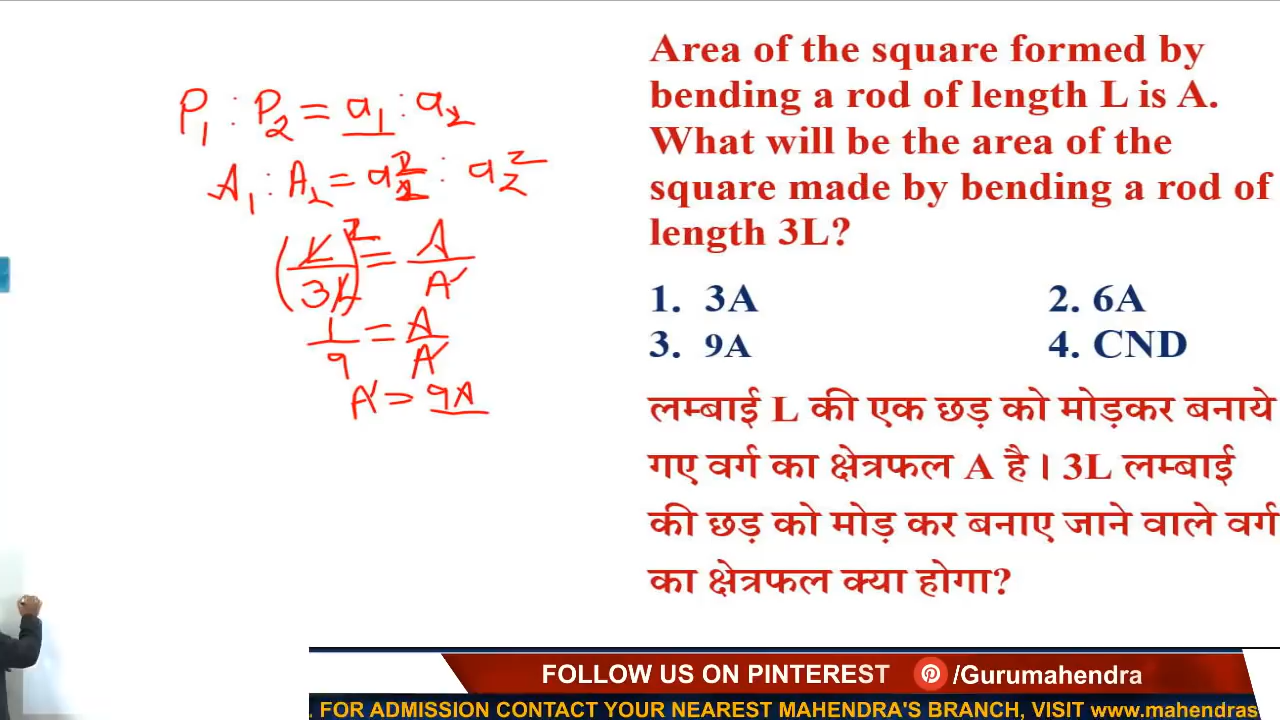 P₁ : P₂ = a₁ : a₂
A₁ : A₂ = a₁² : a₂²
(L/3L)² = A/A'
1/9 = A/A'
A' = 9A
Area of the square formed by
bending a rod of length L is A.
What will be the area of the
square made by bending a rod of
length 3L?
1. 3A 2. 6A
3. 9A 4. CND
लम्बाई L की एक छड़ को मोड़कर बनाये
गए वर्ग का क्षेत्रफल A है। 3L लम्बाई
की छड़ को मोड़ कर बनाए जाने वाले वर्ग
का क्षेत्रफल क्या होगा?
FOLLOW US ON PINTEREST /Gurumahendra
. FOR ADMISSION CONTACT YOUR NEAREST MAHENDRA'S BRANCH, VISIT www.mahendras